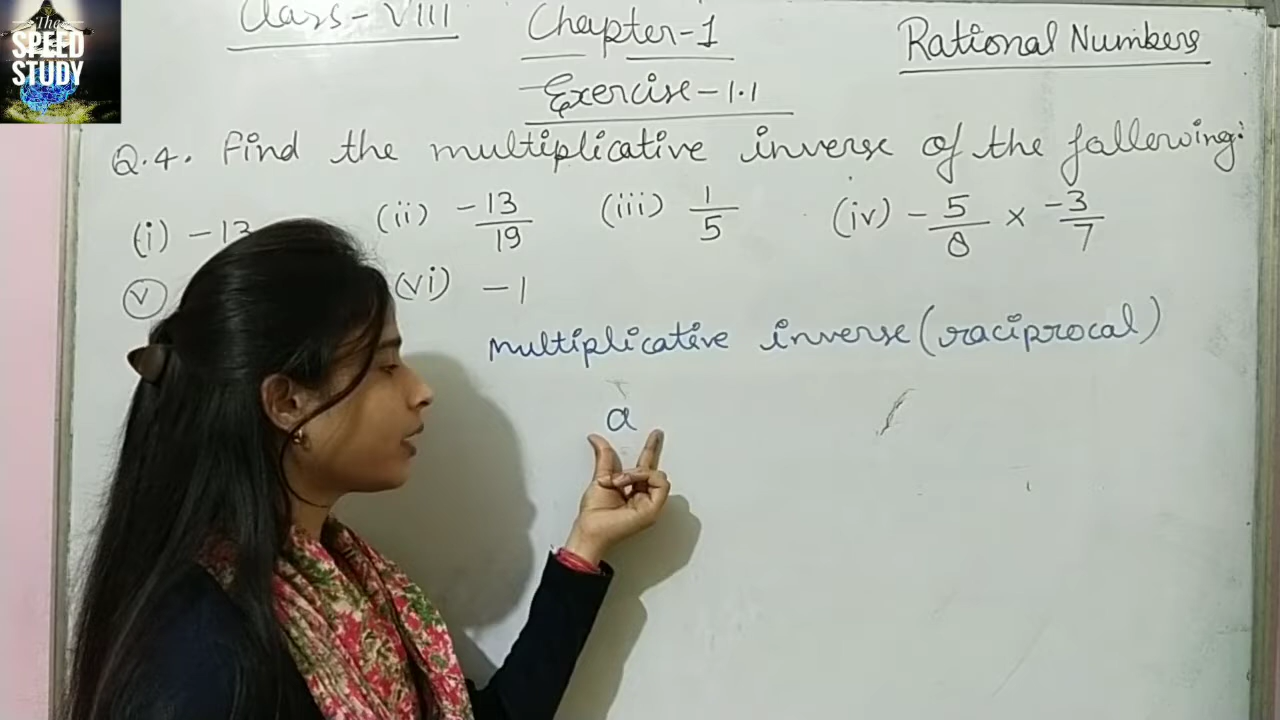 The
SPEED
STUDY
Class - VIII Chapter-1 Rational Numbers
Exercise - 1.1
Q.4. Find the multiplicative inverse of the fallowing:
(i) -13 (ii) -13/19 (iii) 1/5 (iv) -5/8 × -3/7
(v) (vi) -1
multiplicative inverse (raciprocal)
a